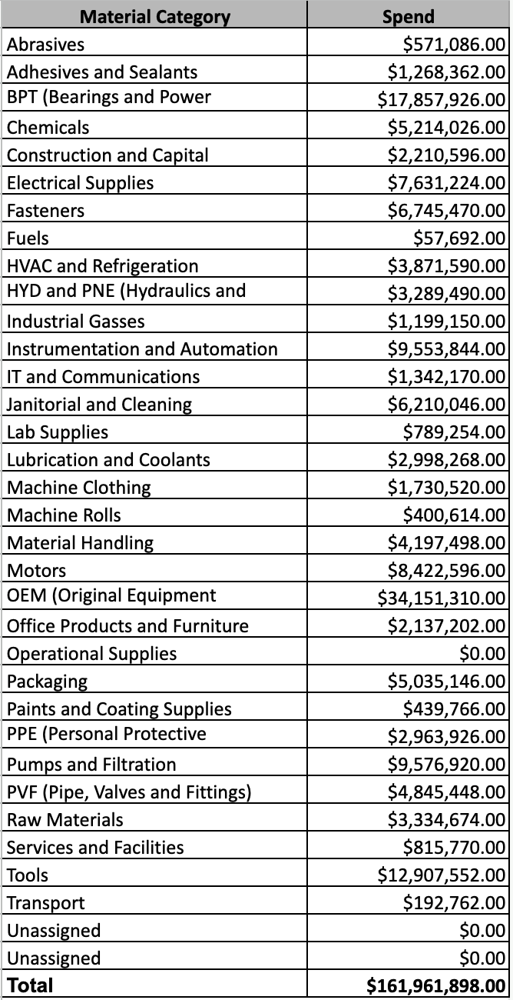 Material Category Spend
Abrasives $571,086.00
Adhesives and Sealants $1,268,362.00
BPT (Bearings and Power $17,857,926.00
Chemicals $5,214,026.00
Construction and Capital $2,210,596.00
Electrical Supplies $7,631,224.00
Fasteners $6,745,470.00
Fuels $57,692.00
HVAC and Refrigeration $3,871,590.00
HYD and PNE (Hydraulics and $3,289,490.00
Industrial Gasses $1,199,150.00
Instrumentation and Automation $9,553,844.00
IT and Communications $1,342,170.00
Janitorial and Cleaning $6,210,046.00
Lab Supplies $789,254.00
Lubrication and Coolants $2,998,268.00
Machine Clothing $1,730,520.00
Machine Rolls $400,614.00
Material Handling $4,197,498.00
Motors $8,422,596.00
OEM (Original Equipment $34,151,310.00
Office Products and Furniture $2,137,202.00
Operational Supplies $0.00
Packaging $5,035,146.00
Paints and Coating Supplies $439,766.00
PPE (Personal Protective $2,963,926.00
Pumps and Filtration $9,576,920.00
PVF (Pipe, Valves and Fittings) $4,845,448.00
Raw Materials $3,334,674.00
Services and Facilities $815,770.00
Tools $12,907,552.00
Transport $192,762.00
Unassigned $0.00
Unassigned $0.00
Total $161,961,898.00